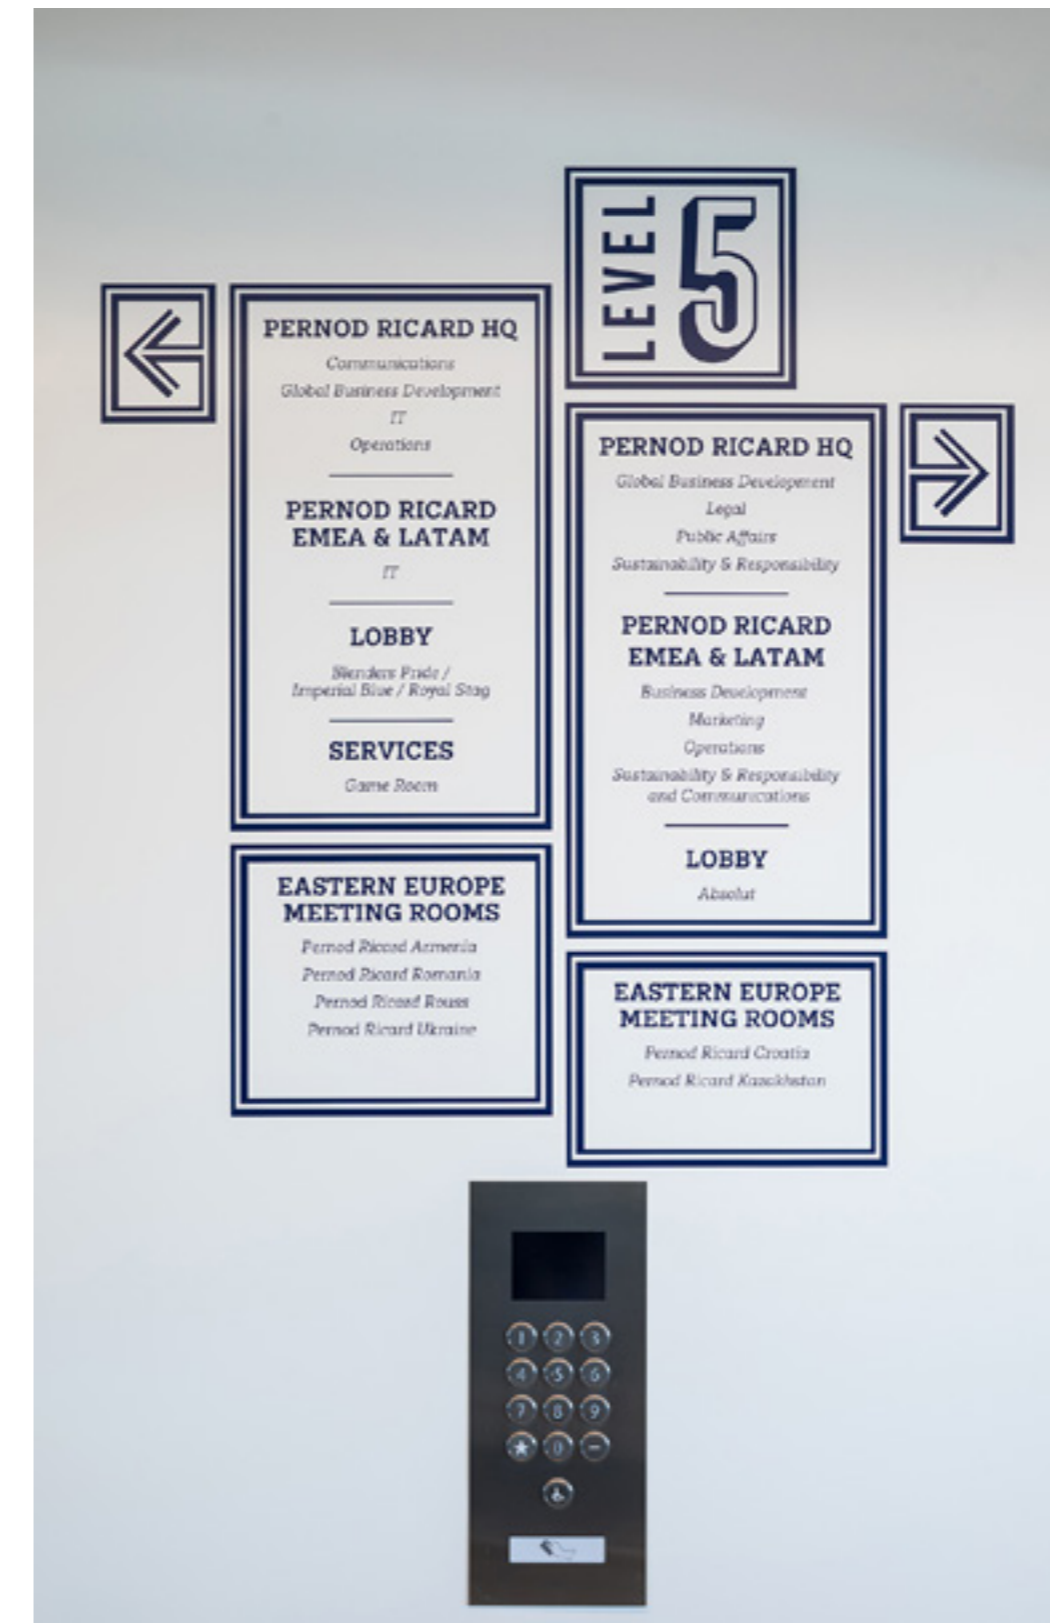 LEVEL 5
PERNOD RICARD HQ
Communications
Global Business Development
IT
Operations
PERNOD RICARD
EMEA & LATAM
IT
LOBBY
Blenders Pride /
Imperial Blue / Royal Stag
SERVICES
Game Room
EASTERN EUROPE
MEETING ROOMS
Pernod Ricard Armenia
Pernod Ricard Romania
Pernod Ricard Rouss
Pernod Ricard Ukraine
PERNOD RICARD HQ
Global Business Development
Legal
Public Affairs
Sustainability & Responsibility
PERNOD RICARD
EMEA & LATAM
Business Development
Marketing
Operations
Sustainability & Responsibility
and Communications
LOBBY
Absolut
EASTERN EUROPE
MEETING ROOMS
Pernod Ricard Croatia
Pernod Ricard Kazakhstan
1 2 3
4 5 6
7 8 9
★ 0 –